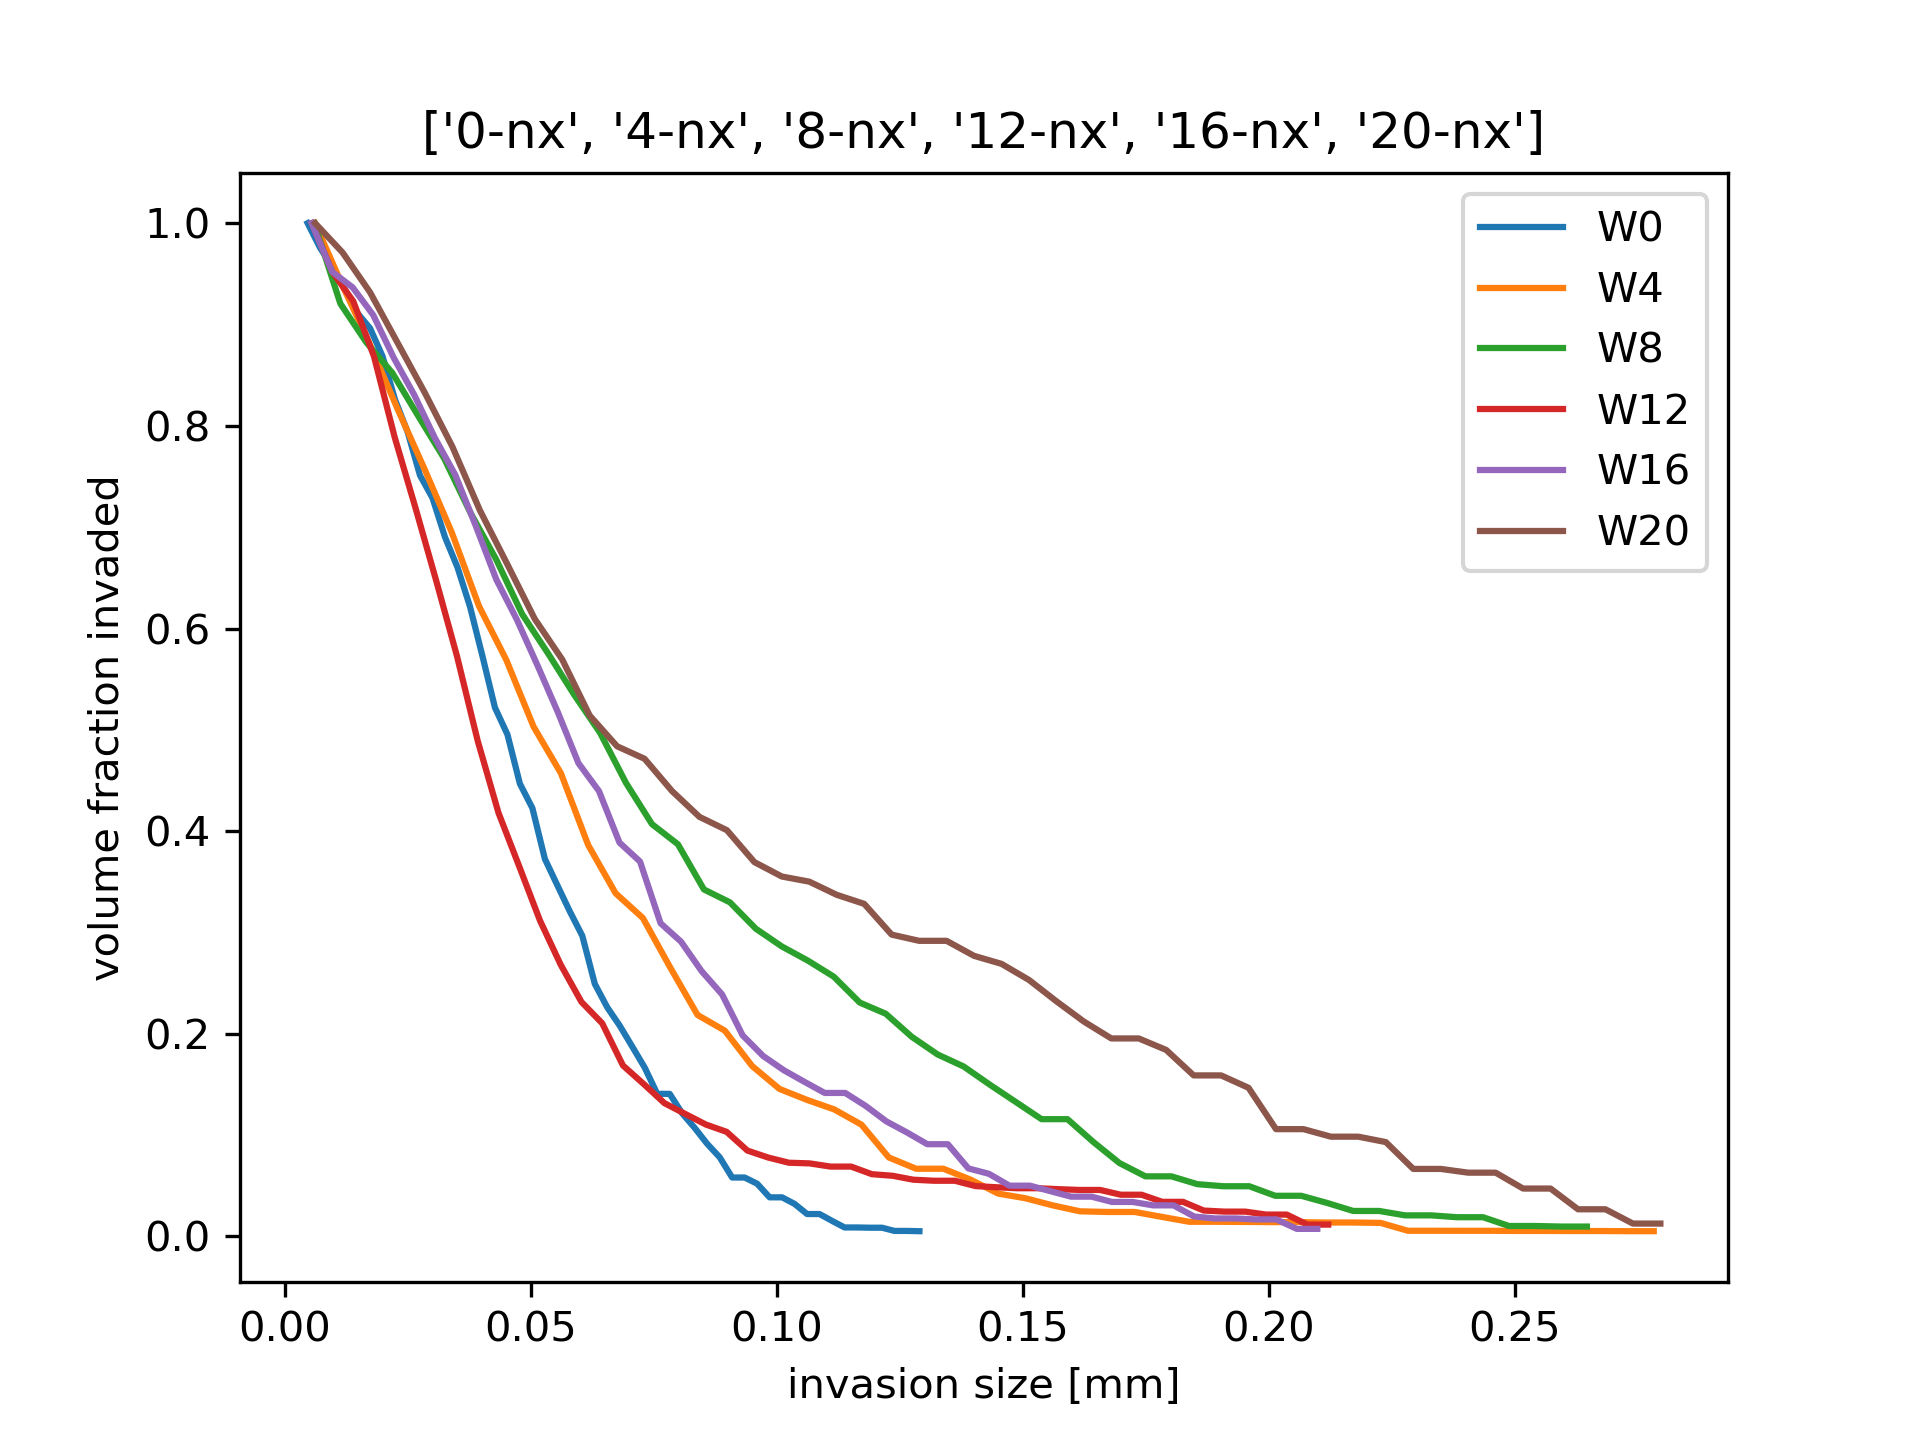 ['0-nx', '4-nx', '8-nx', '12-nx', '16-nx', '20-nx']
W0
W4
W8
W12
W16
W20
1.0
0.8
0.6
0.4
0.2
0.0
volume fraction invaded
0.00 0.05 0.10 0.15 0.20 0.25
invasion size [mm]